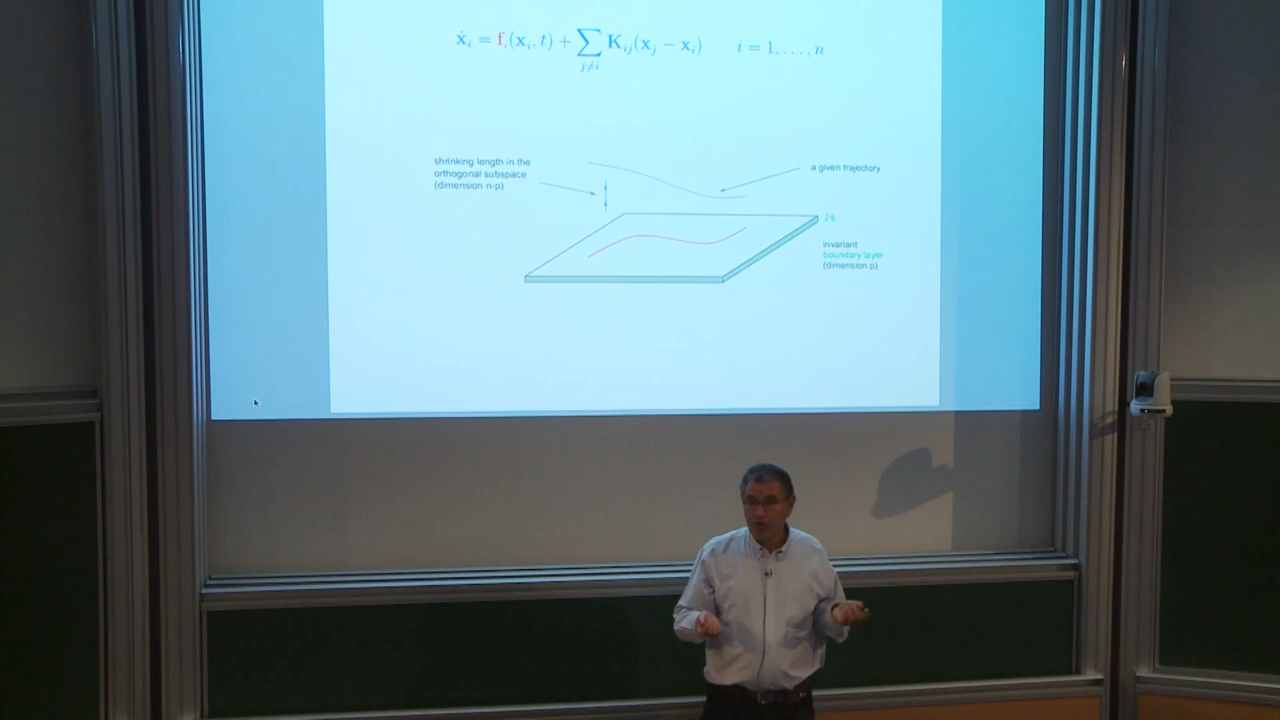 ẋᵢ = fᵢ(xᵢ, t) + ∑_{j≠i} Kᵢⱼ(xⱼ − xᵢ)    i = 1, . . . , n
shrinking length in the
orthogonal subspace
(dimension n-p)
a given trajectory
invariant
boundary layer
(dimension p)